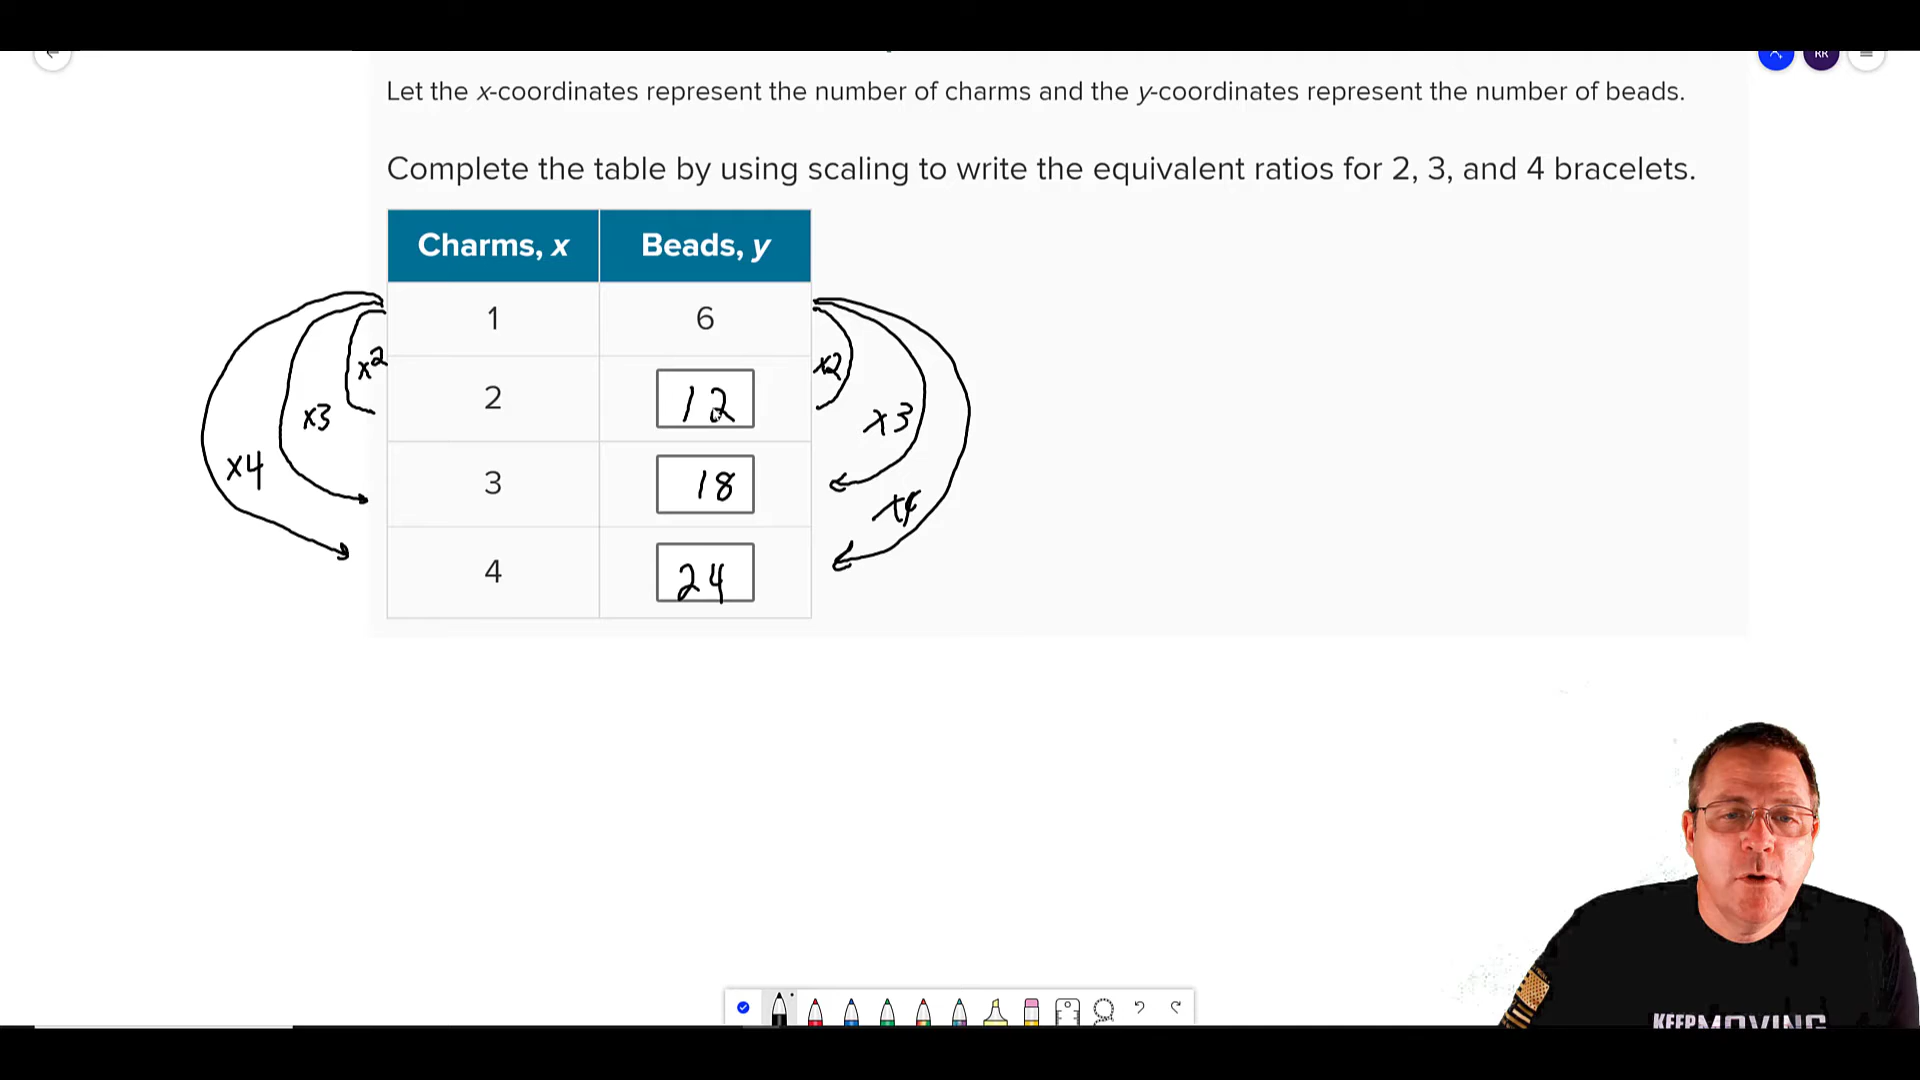 RR
Let the x-coordinates represent the number of charms and the y-coordinates represent the number of beads.
Complete the table by using scaling to write the equivalent ratios for 2, 3, and 4 bracelets.
Charms, x Beads, y
1 6
x2 x2
2 12
x3 x3
3 18
x4 x4
4 24
KEEP MOVING